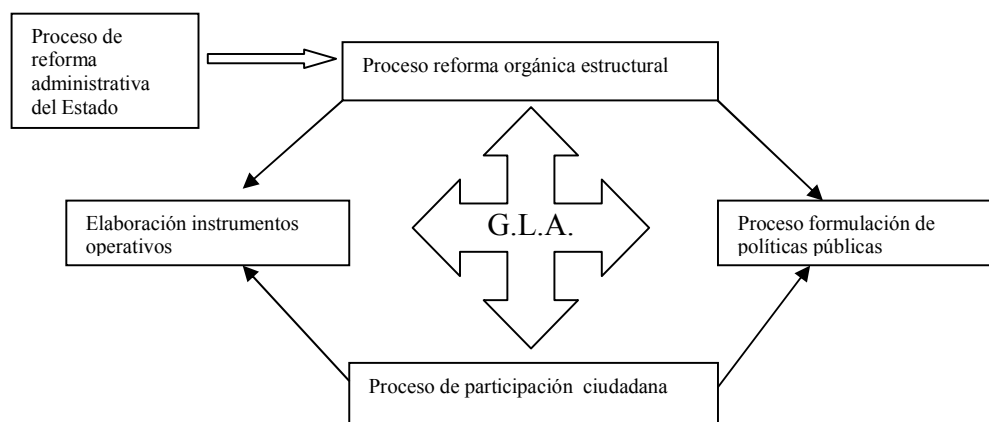 Proceso de
reforma
administrativa
del Estado
Proceso reforma orgánica estructural
Elaboración instrumentos
operativos
G.L.A.
Proceso formulación de
políticas públicas
Proceso de participación ciudadana